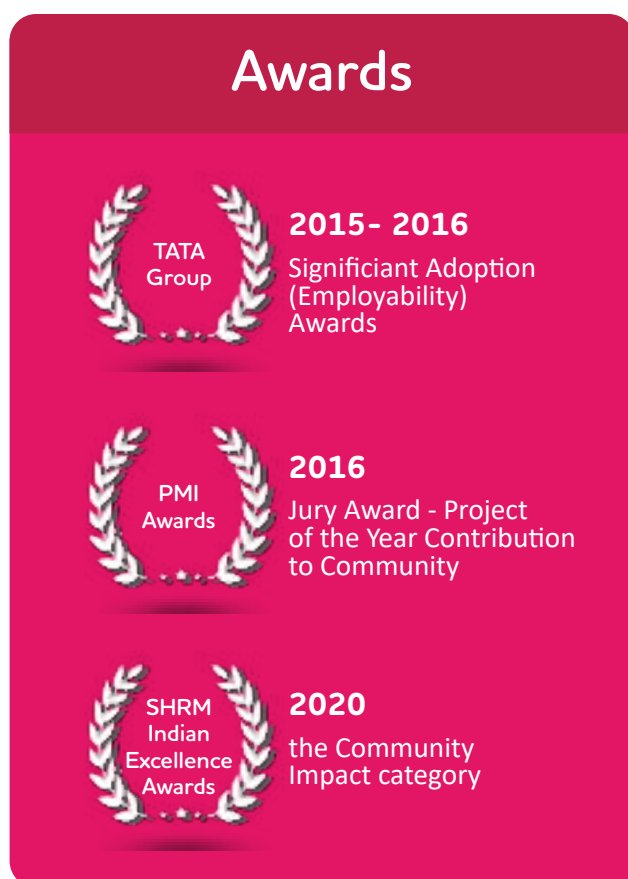 Awards
TATA
Group
2015- 2016
Significiant Adoption
(Employability)
Awards
PMI
Awards
2016
Jury Award - Project
of the Year Contribution
to Community
SHRM
Indian
Excellence
Awards
2020
the Community
Impact category